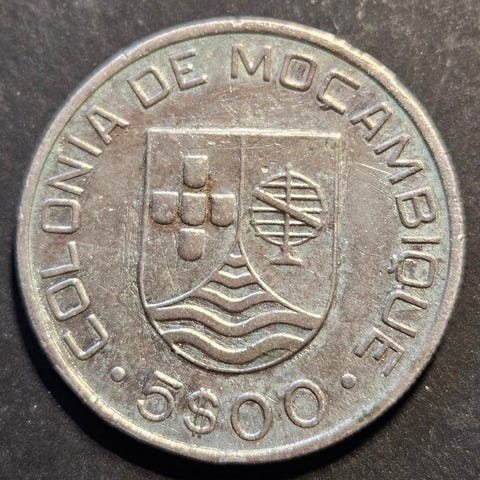 COLONIA DE MOÇAMBIQUE
· 5$00 ·